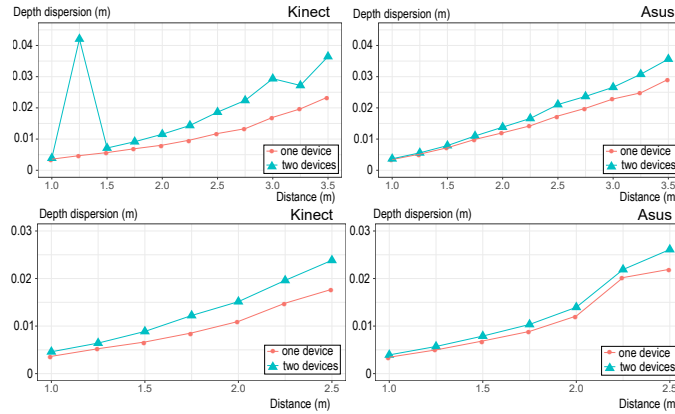 Depth dispersion (m) Kinect
0.04
0.03
0.02
0.01
0
one device
two devices
1.0 1.5 2.0 2.5 3.0 3.5
Distance (m)
Depth dispersion (m) Asus
0.04
0.03
0.02
0.01
0
one device
two devices
1.0 1.5 2.0 2.5 3.0 3.5
Distance (m)
Depth dispersion (m) Kinect
0.03
0.02
0.01
0
one device
two devices
1.0 1.5 2.0 2.5
Distance (m)
Depth dispersion (m) Asus
0.03
0.02
0.01
0
one device
two devices
1.0 1.5 2.0 2.5
Distance (m)